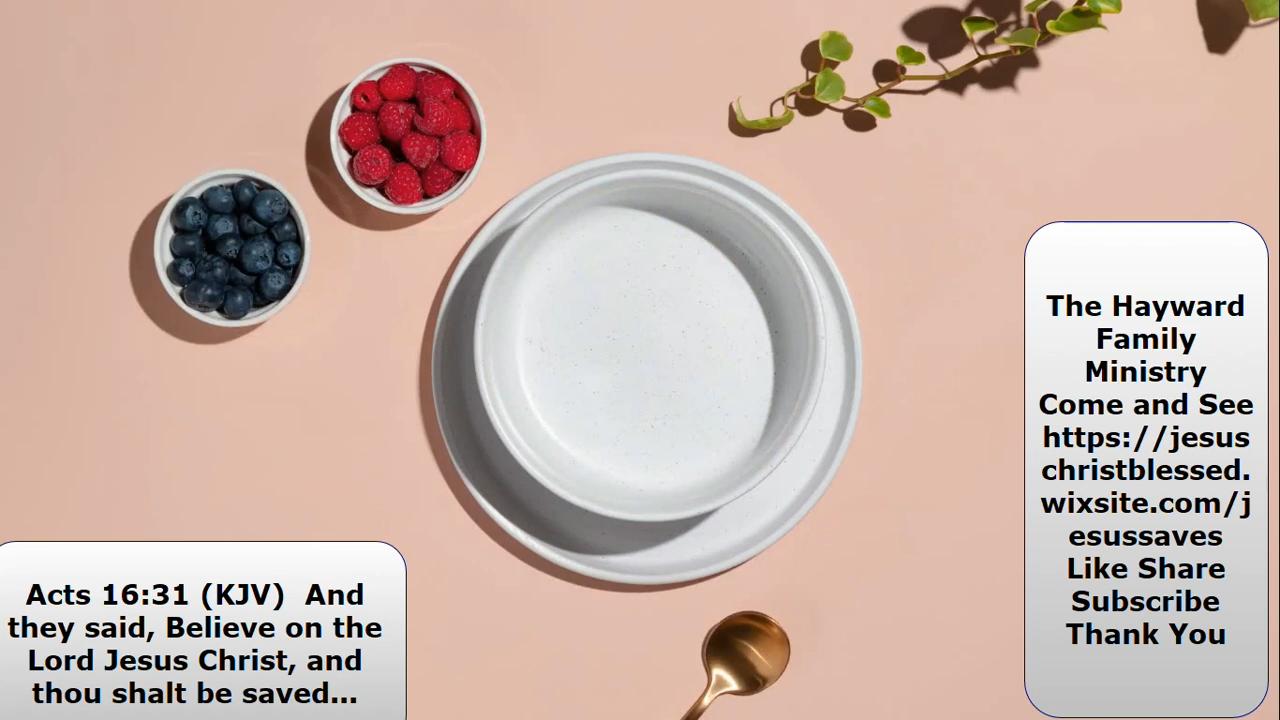 Acts 16:31 (KJV)  And
they said, Believe on the
Lord Jesus Christ, and
thou shalt be saved...
The Hayward
Family
Ministry
Come and See
https://jesus
christblessed.
wixsite.com/j
esussaves
Like Share
Subscribe
Thank You